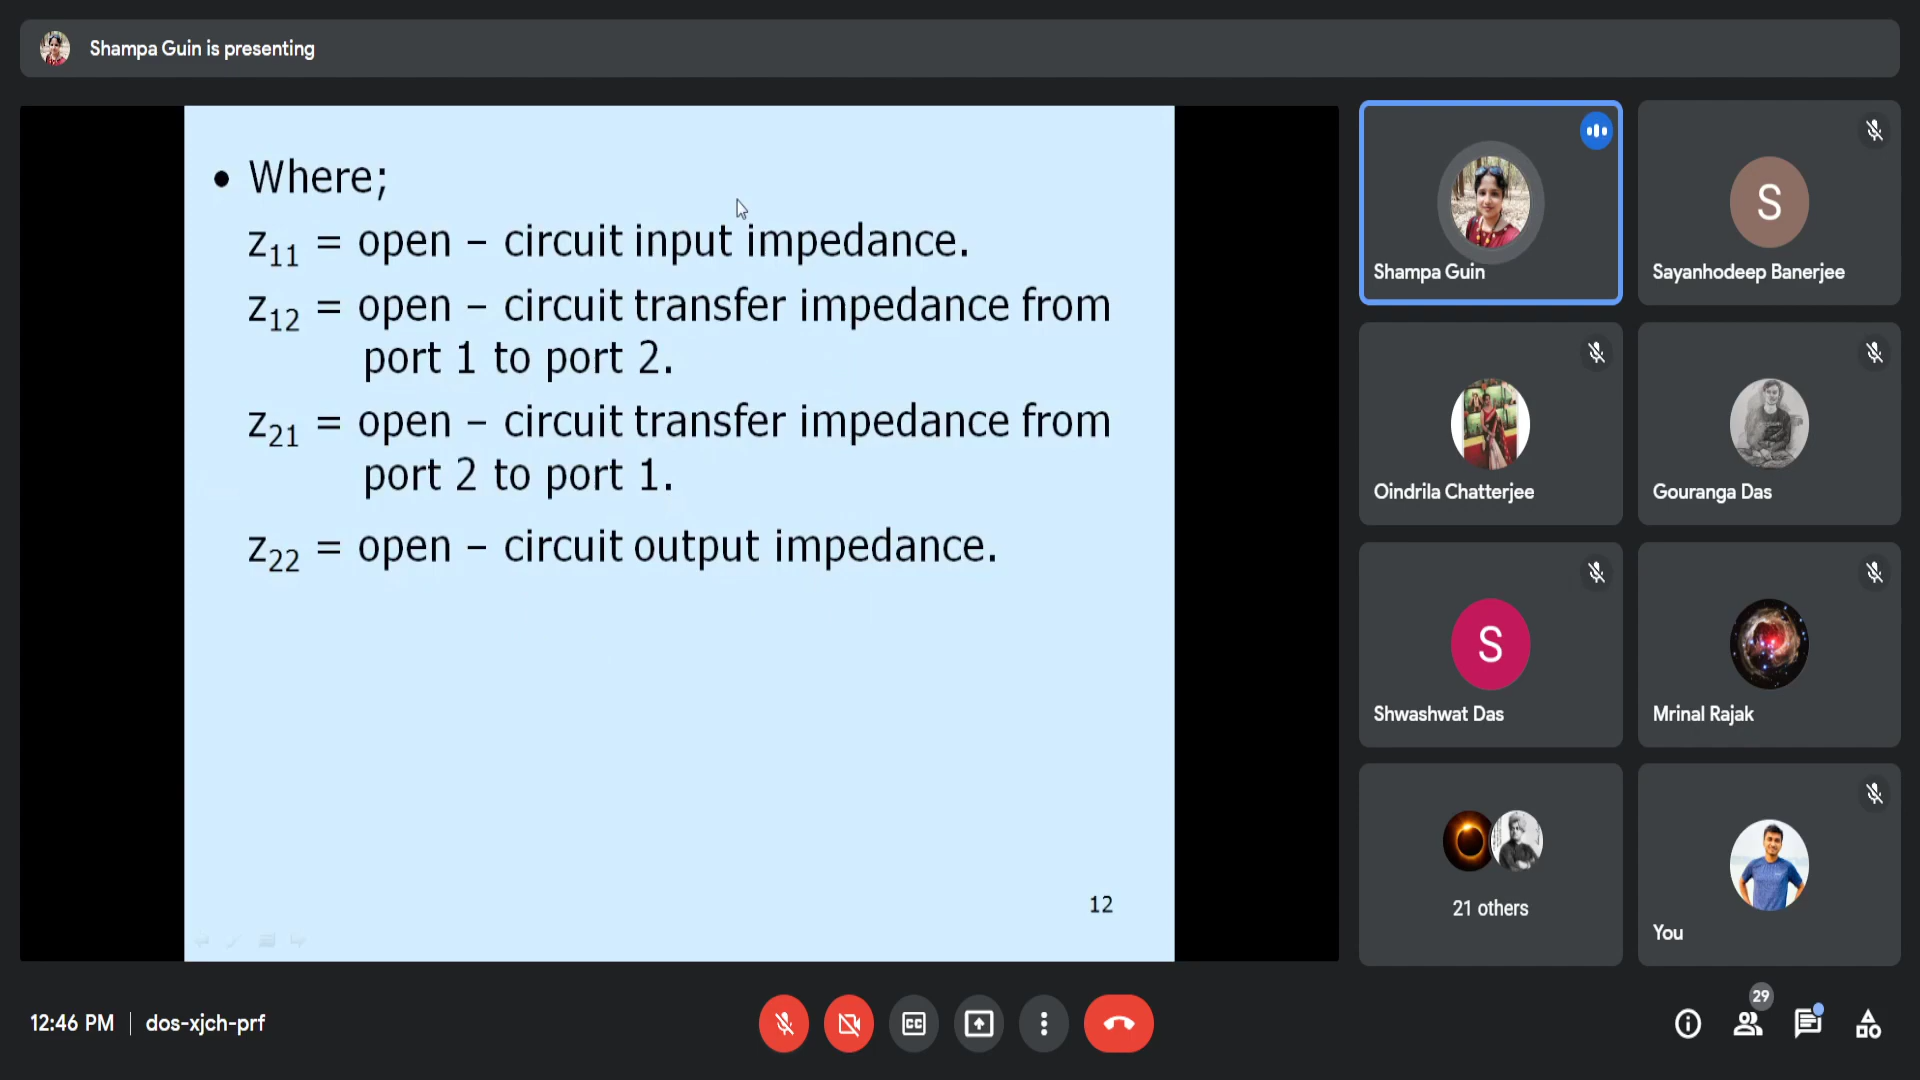 Shampa Guin is presenting
• Where;
z11 = open – circuit input impedance.
z12 = open – circuit transfer impedance from
port 1 to port 2.
z21 = open – circuit transfer impedance from
port 2 to port 1.
z22 = open – circuit output impedance.
12
Shampa Guin
S
Sayanhodeep Banerjee
Oindrila Chatterjee
Gouranga Das
S
Shwashwat Das
Mrinal Rajak
21 others
You
12:46 PM | dos-xjch-prf
CC
29